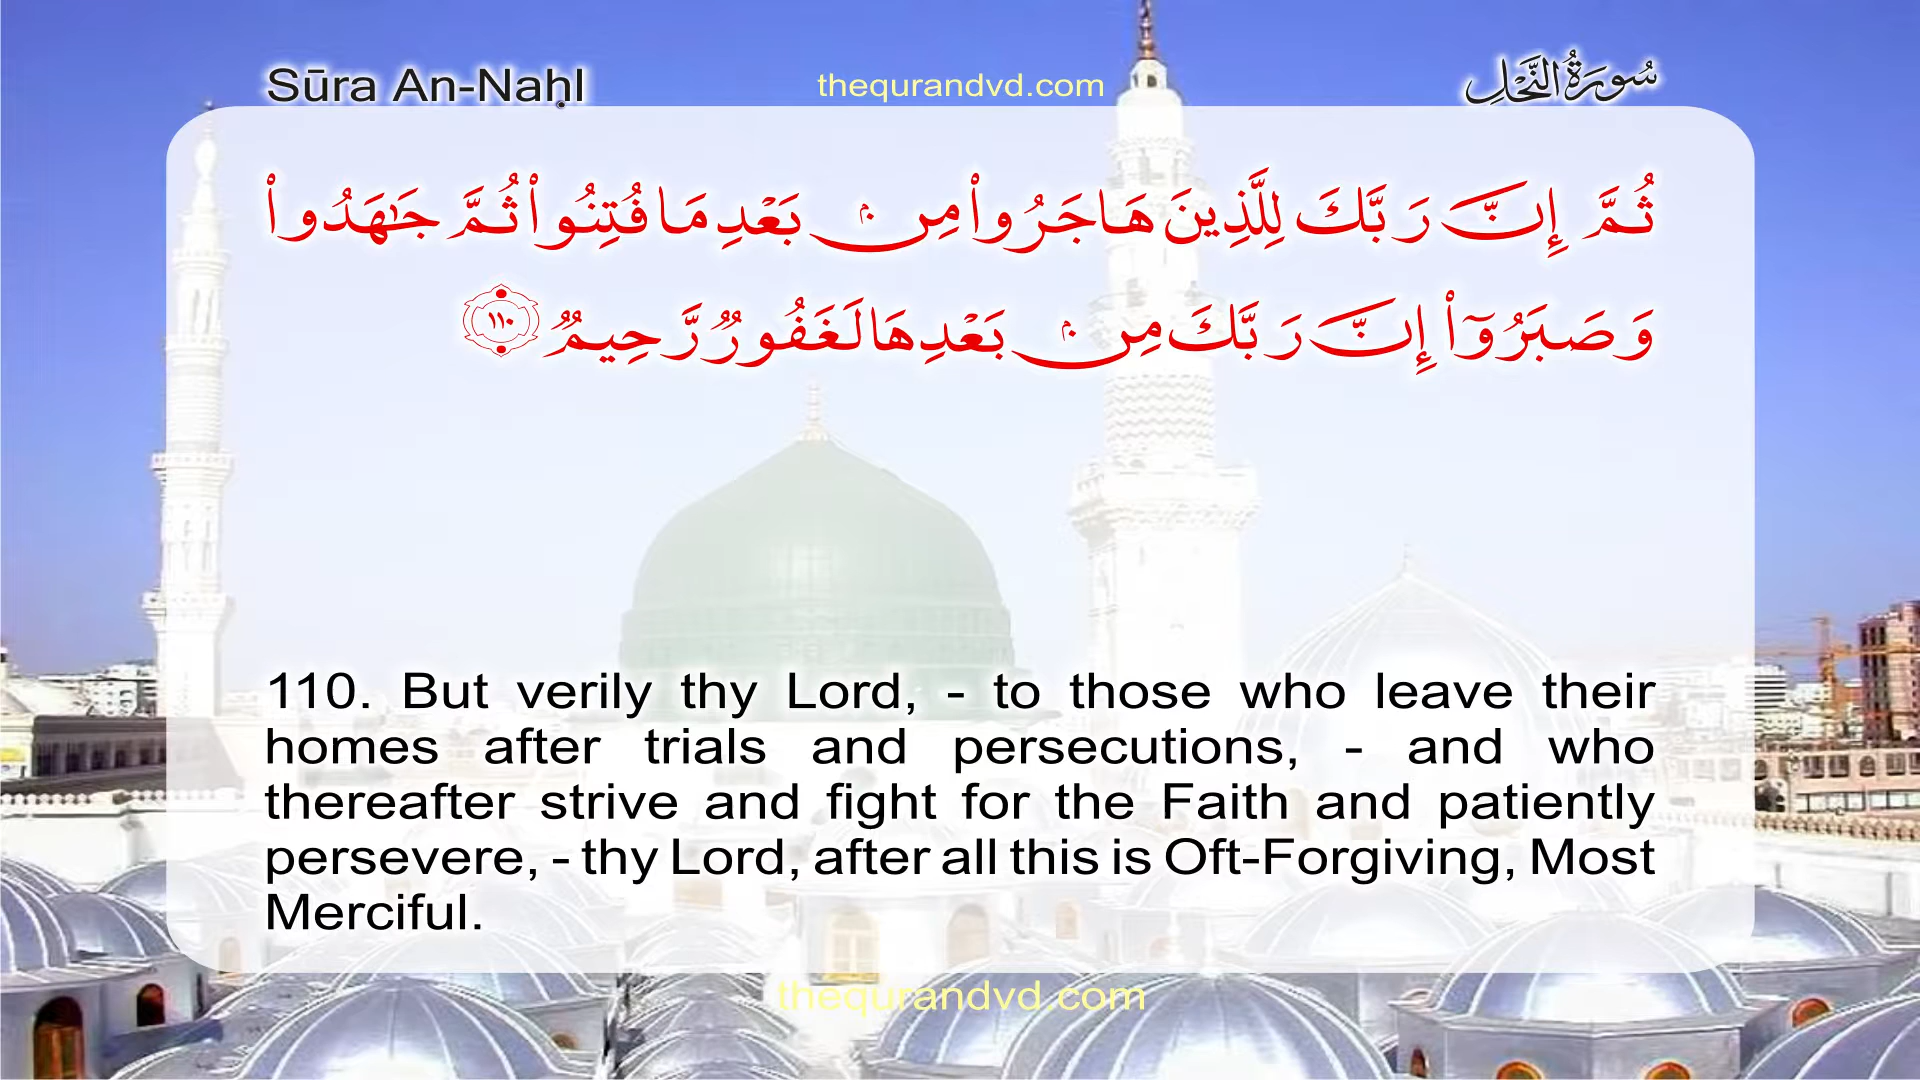 Sūra An-Naḥl
thequrandvd.com
سُورَةُ النَّحْلِ
ثُمَّ إِنَّ رَبَّكَ لِلَّذِينَ هَاجَرُوا۟ مِنۢ بَعْدِ مَا فُتِنُوا۟ ثُمَّ جَٰهَدُوا۟
وَصَبَرُوٓا۟ إِنَّ رَبَّكَ مِنۢ بَعْدِهَا لَغَفُورٌ رَّحِيمٌ ١١٠
110. But verily thy Lord, - to those who leave their
homes after trials and persecutions, - and who
thereafter strive and fight for the Faith and patiently
persevere, - thy Lord, after all this is Oft-Forgiving, Most
Merciful.
thequrandvd.com